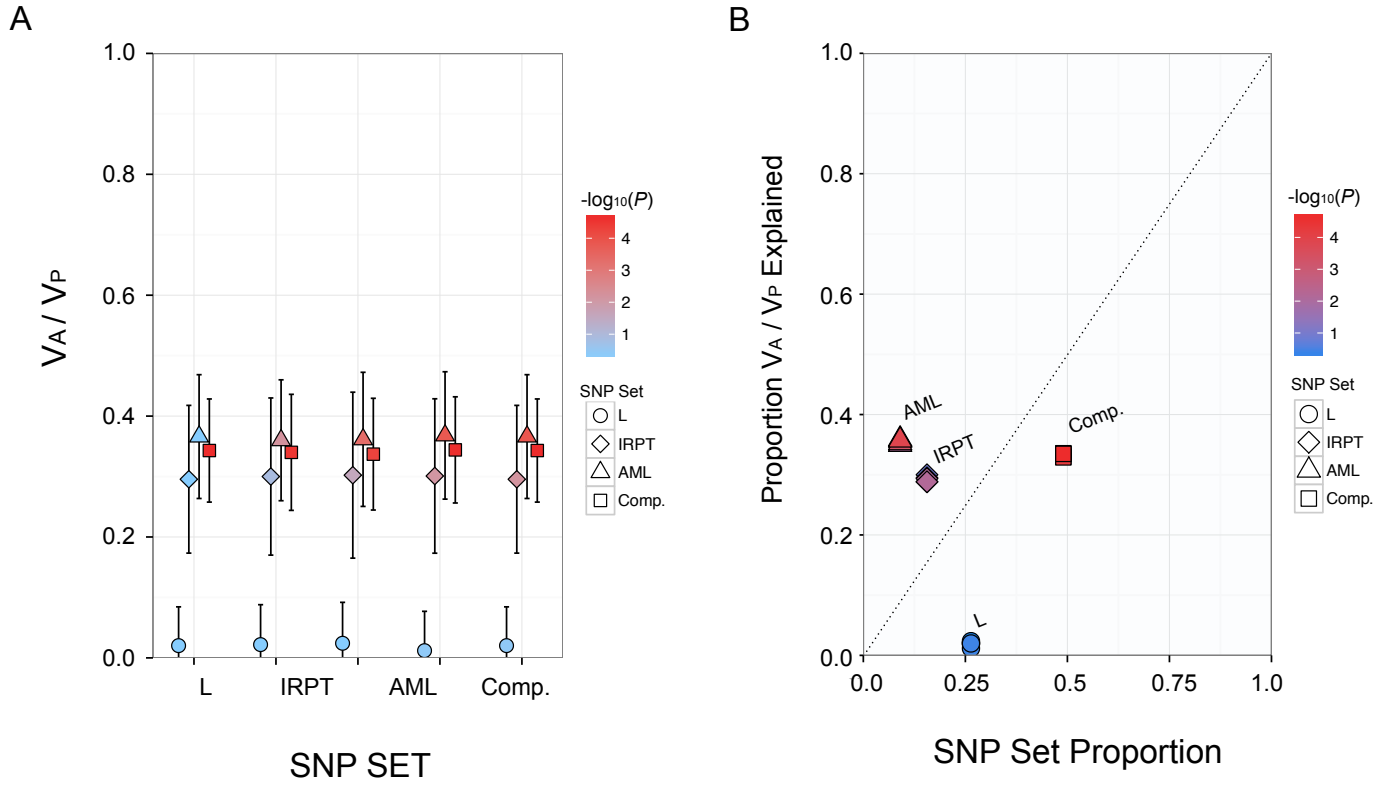 A
1.0
0.8
0.6
0.4
0.2
0.0
VA / VP
L
IRPT
AML
Comp.
SNP SET
-log10(P)
4
3
2
1
SNP Set
L
IRPT
AML
Comp.
B
1.0
0.8
0.6
0.4
0.2
0.0
Proportion VA / VP Explained
AML
IRPT
Comp.
L
0.0 0.25 0.5 0.75 1.0
SNP Set Proportion
-log10(P)
4
3
2
1
SNP Set
L
IRPT
AML
Comp.